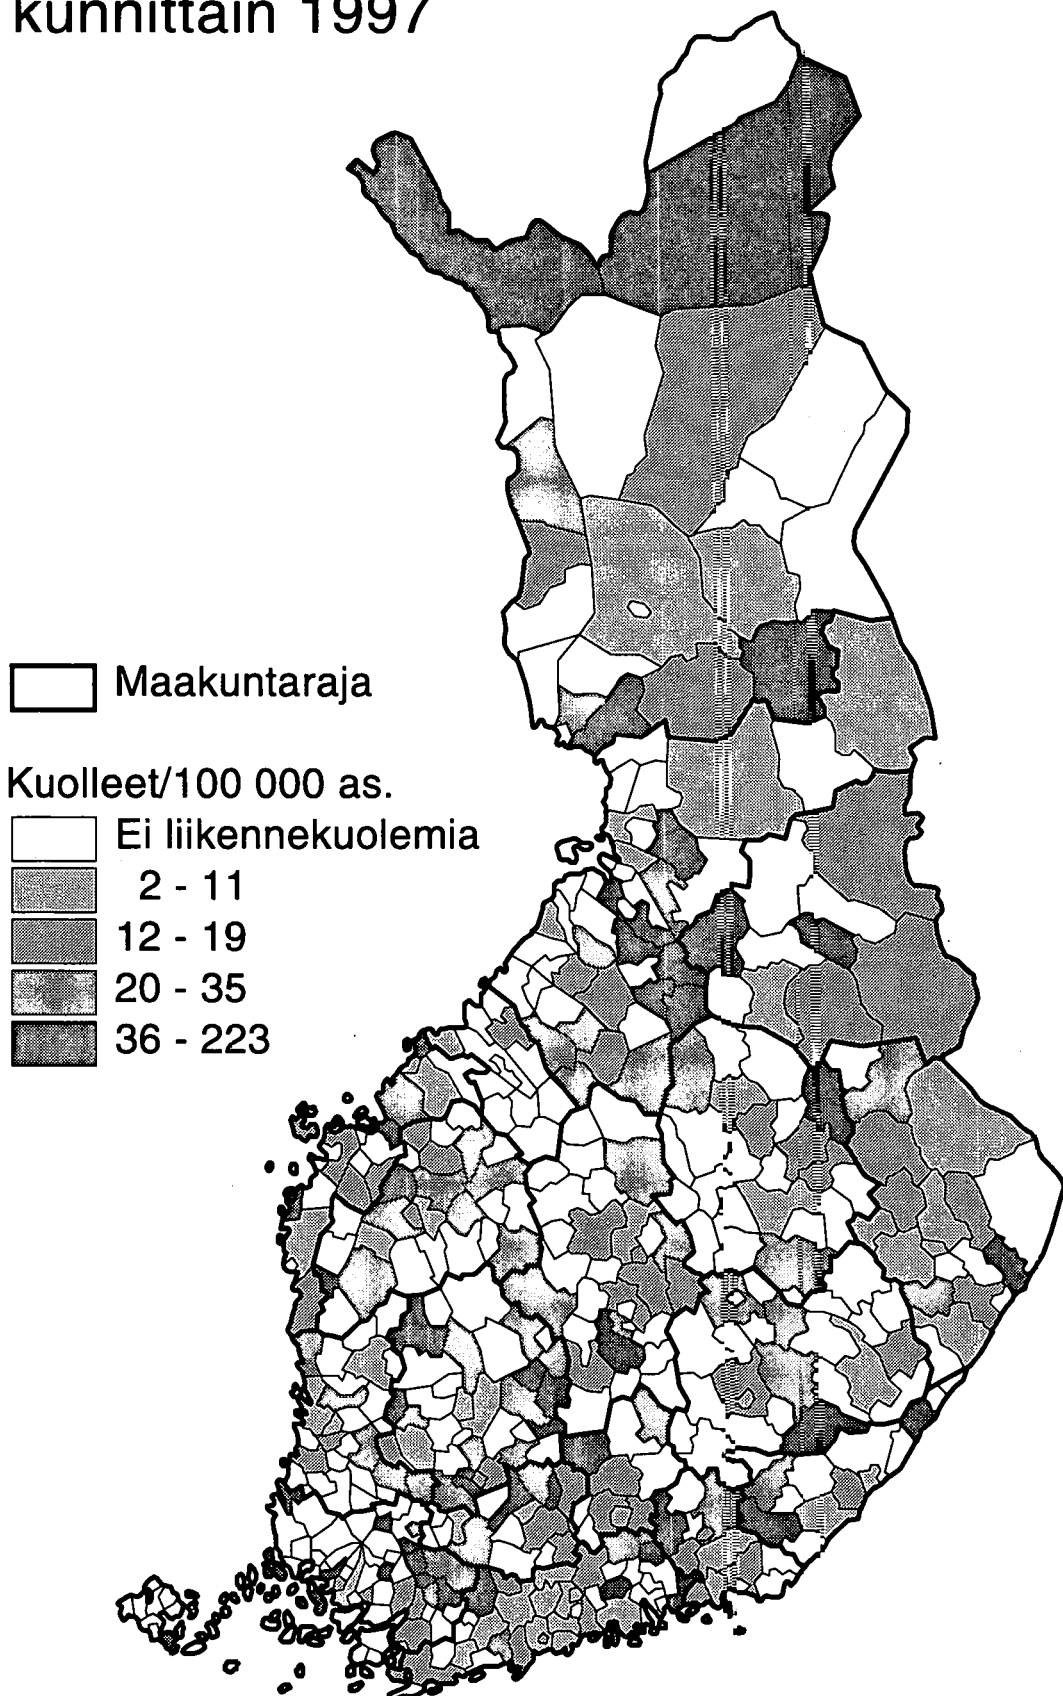 kunnittain 1997
Maakuntaraja
Kuolleet/100 000 as.
Ei liikennekuolemia
2 - 11
12 - 19
20 - 35
36 - 223